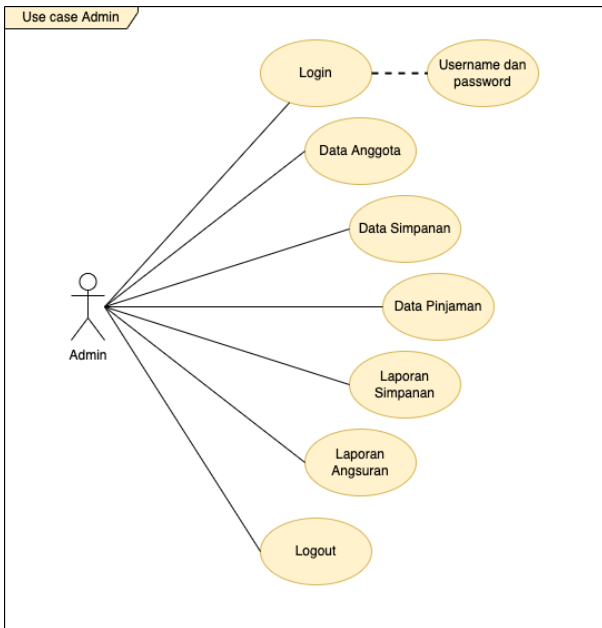 Use case Admin
Login
Username dan
password
Data Anggota
Data Simpanan
Data Pinjaman
Admin
Laporan
Simpanan
Laporan
Angsuran
Logout